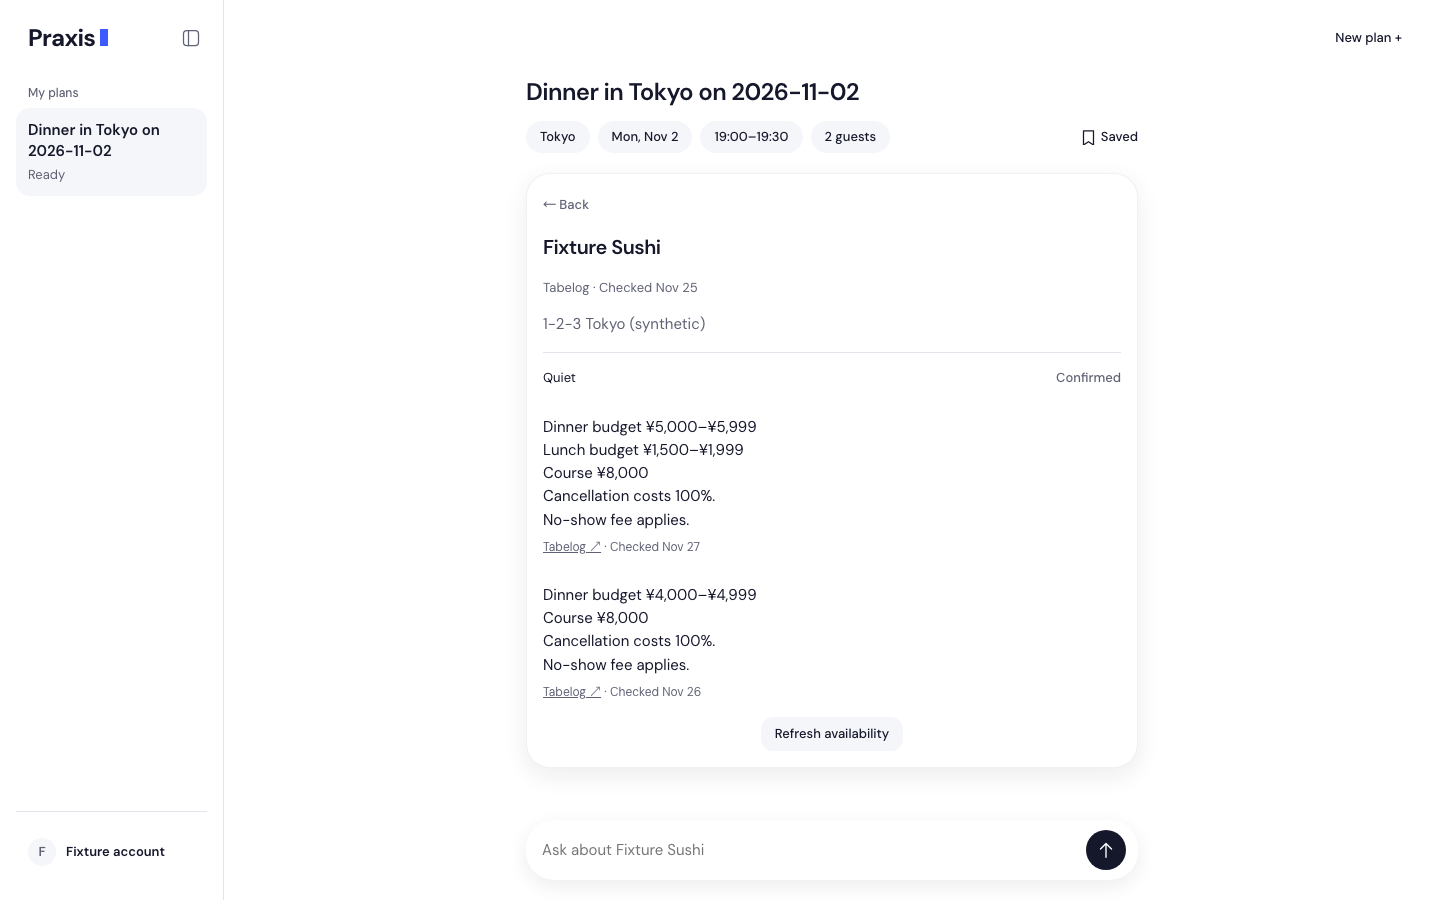 Praxis
New plan +
My plans
Dinner in Tokyo on
2026-11-02
Ready
Dinner in Tokyo on 2026-11-02
Tokyo
Mon, Nov 2
19:00–19:30
2 guests
Saved
← Back
Fixture Sushi
Tabelog · Checked Nov 25
1-2-3 Tokyo (synthetic)
Quiet
Confirmed
Dinner budget ¥5,000–¥5,999
Lunch budget ¥1,500–¥1,999
Course ¥8,000
Cancellation costs 100%.
No-show fee applies.
Tabelog ↗ · Checked Nov 27
Dinner budget ¥4,000–¥4,999
Course ¥8,000
Cancellation costs 100%.
No-show fee applies.
Tabelog ↗ · Checked Nov 26
Refresh availability
F
Fixture account
Ask about Fixture Sushi